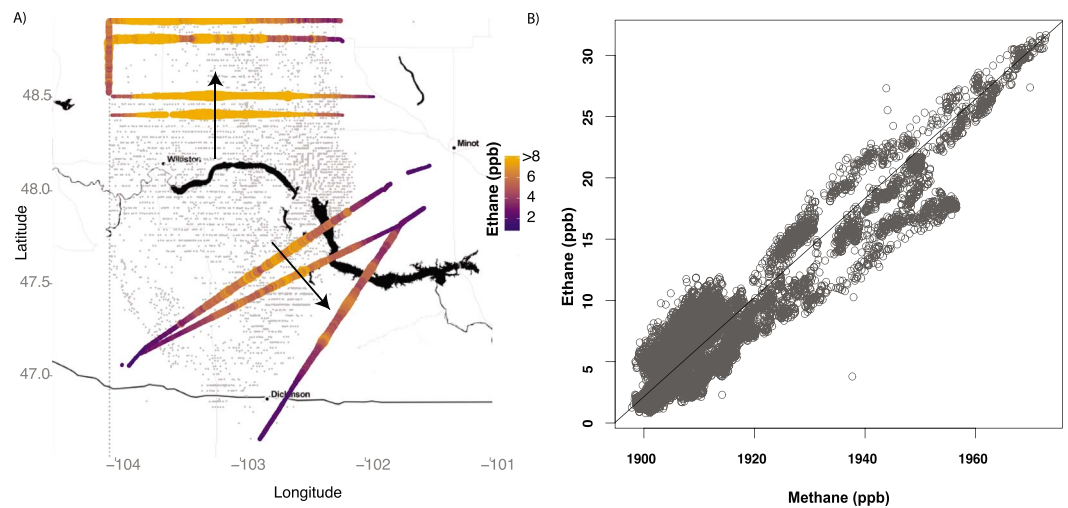 A)
48.5
48.0
47.5
47.0
Latitude
Williston
Minot
Dickinson
Ethane (ppb)
>8
6
4
2
−104
−103
−102
−101
Longitude
B)
30
25
20
15
10
5
0
Ethane (ppb)
1900
1920
1940
1960
Methane (ppb)